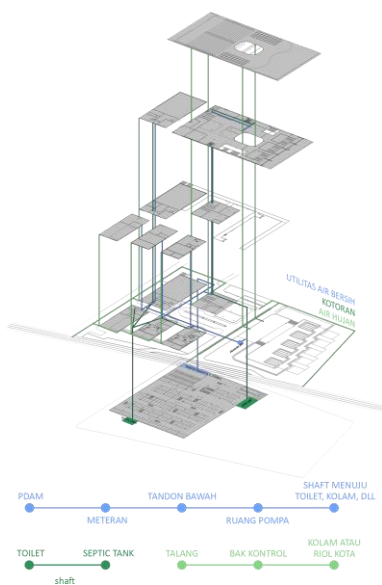 UTILITAS AIR BERSIH
KOTORAN
AIR HUJAN
SHAFT MENUJU
PDAM TANDON BAWAH TOILET, KOLAM, DLL
METERAN RUANG POMPA
KOLAM ATAU
TOILET SEPTIC TANK TALANG BAK KONTROL RIOL KOTA
shaft